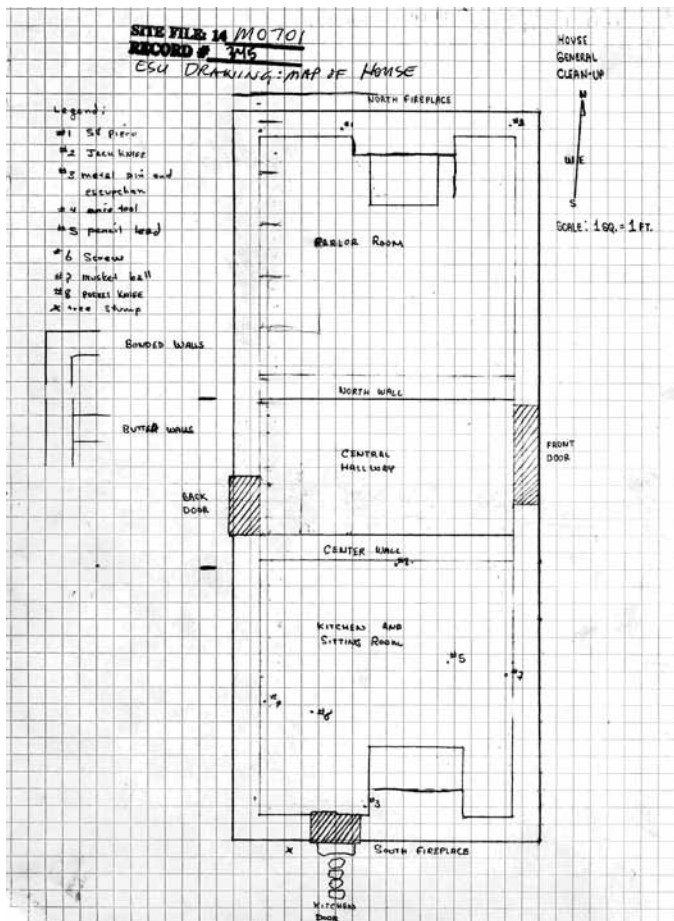 SITE FILE: 14 MO701
RECORD # 345
ESU DRAWING: MAP OF HOUSE
HOUSE
GENERAL
CLEAN-UP
N
W E
S
SCALE: 1 SQ. = 1 FT.
Legend:
#1 5¢ piece
#2 JACK KNIFE
#3 metal pin and
escutcheon
#4 tool
#5 pencil lead
#6 Screw
#7 musket ball
#8 POCKET KNIFE
x tree stump
BONDED WALLS
BUTTED WALLS
NORTH FIREPLACE
#1
PARLOR ROOM
NORTH WALL
CENTRAL
HALLWAY
FRONT
DOOR
BACK
DOOR
CENTER WALL
KITCHEN AND
SITTING ROOM
#5
#7
#6
#3
x
SOUTH FIREPLACE
KITCHEN
DOOR